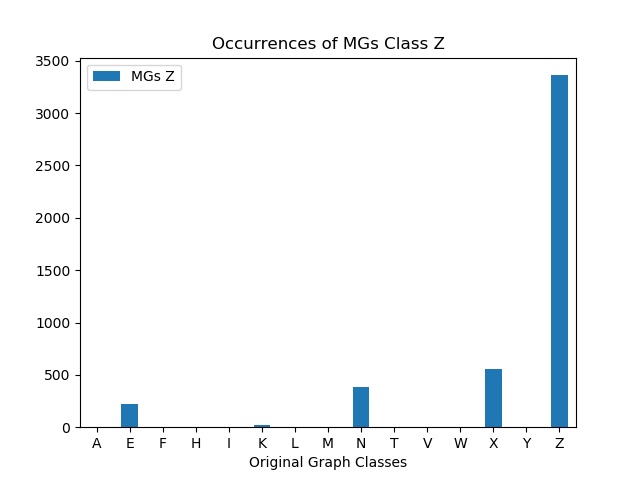 Occurrences of MGs Class Z
MGs Z
3500
3000
2500
2000
1500
1000
500
0
A E F H I K L M N T V W X Y Z
Original Graph Classes